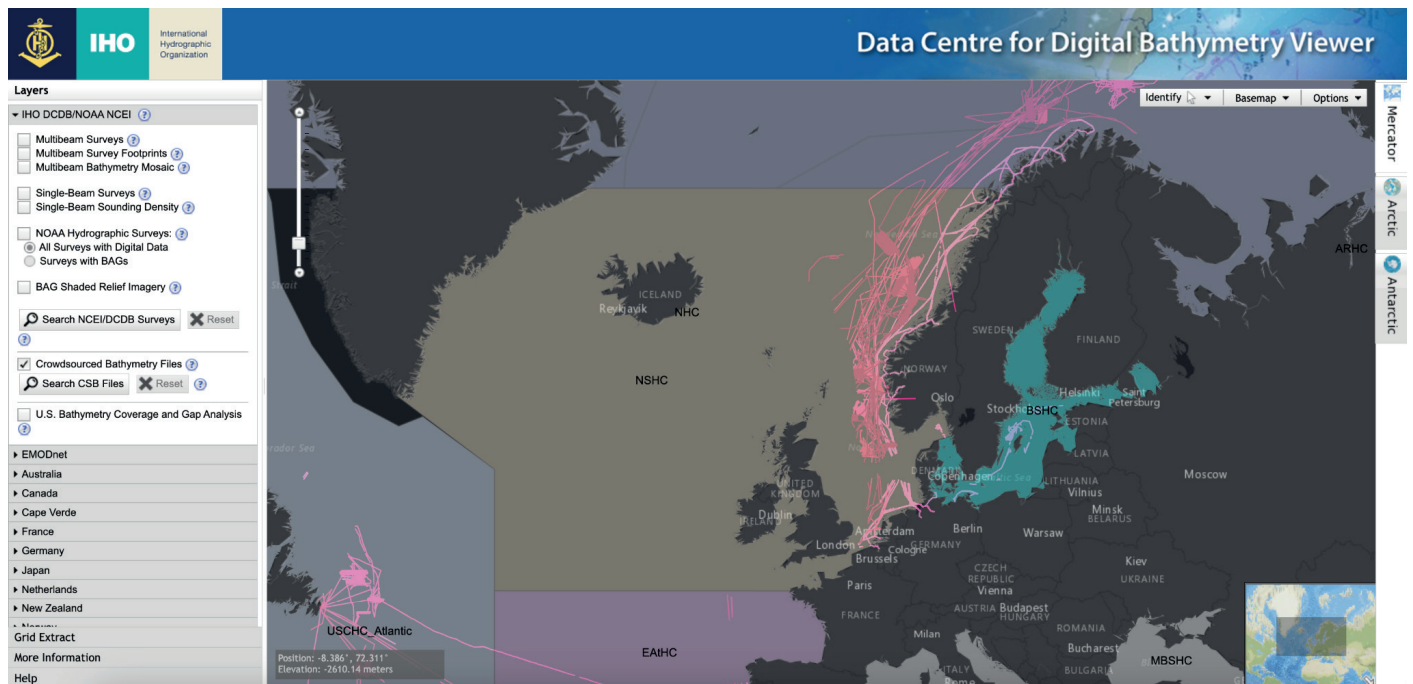 IHO
International
Hydrographic
Organization
Data Centre for Digital Bathymetry Viewer
Layers
IHO DCDB/NOAA NCEI
Multibeam Surveys
Multibeam Survey Footprints
Multibeam Bathymetry Mosaic
Single-Beam Surveys
Single-Beam Sounding Density
NOAA Hydrographic Surveys:
All Surveys with Digital Data
Surveys with BAGs
BAG Shaded Relief Imagery
Search NCEI/DCDB Surveys Reset
Crowdsourced Bathymetry Files
Search CSB Files Reset
U.S. Bathymetry Coverage and Gap Analysis
EMODnet
Australia
Canada
Cape Verde
France
Germany
Japan
Netherlands
New Zealand
Grid Extract
More Information
Help
Identify Basemap Options
Mercator
Arctic
Antarctic
ARHC
Strait
ICELAND
Reykjavik
NHC
SWEDEN
FINLAND
NSHC
NORWAY
Oslo
Helsinki
Saint
Petersburg
BSHC
ESTONIA
LATVIA
Moscow
Copenhagen
LITHUANIA
Vilnius
UNITED
KINGDOM
Minsk
BELARUS
Dublin
IRELAND
Amsterdam
Berlin
Warsaw
London
Cologne
GERMANY
Brussels
Kiev
UKRAINE
CZECH
REPUBLIC
Vienna
Paris
FRANCE
AUSTRIA
Budapest
HUNGARY
ROMANIA
Milan
Bucharest
USCHC_Atlantic
EAtHC
MBSHC
ITALY
Rome
BULGARIA
Position: -8.386°, 72.311°
Elevation: -2610.14 meters